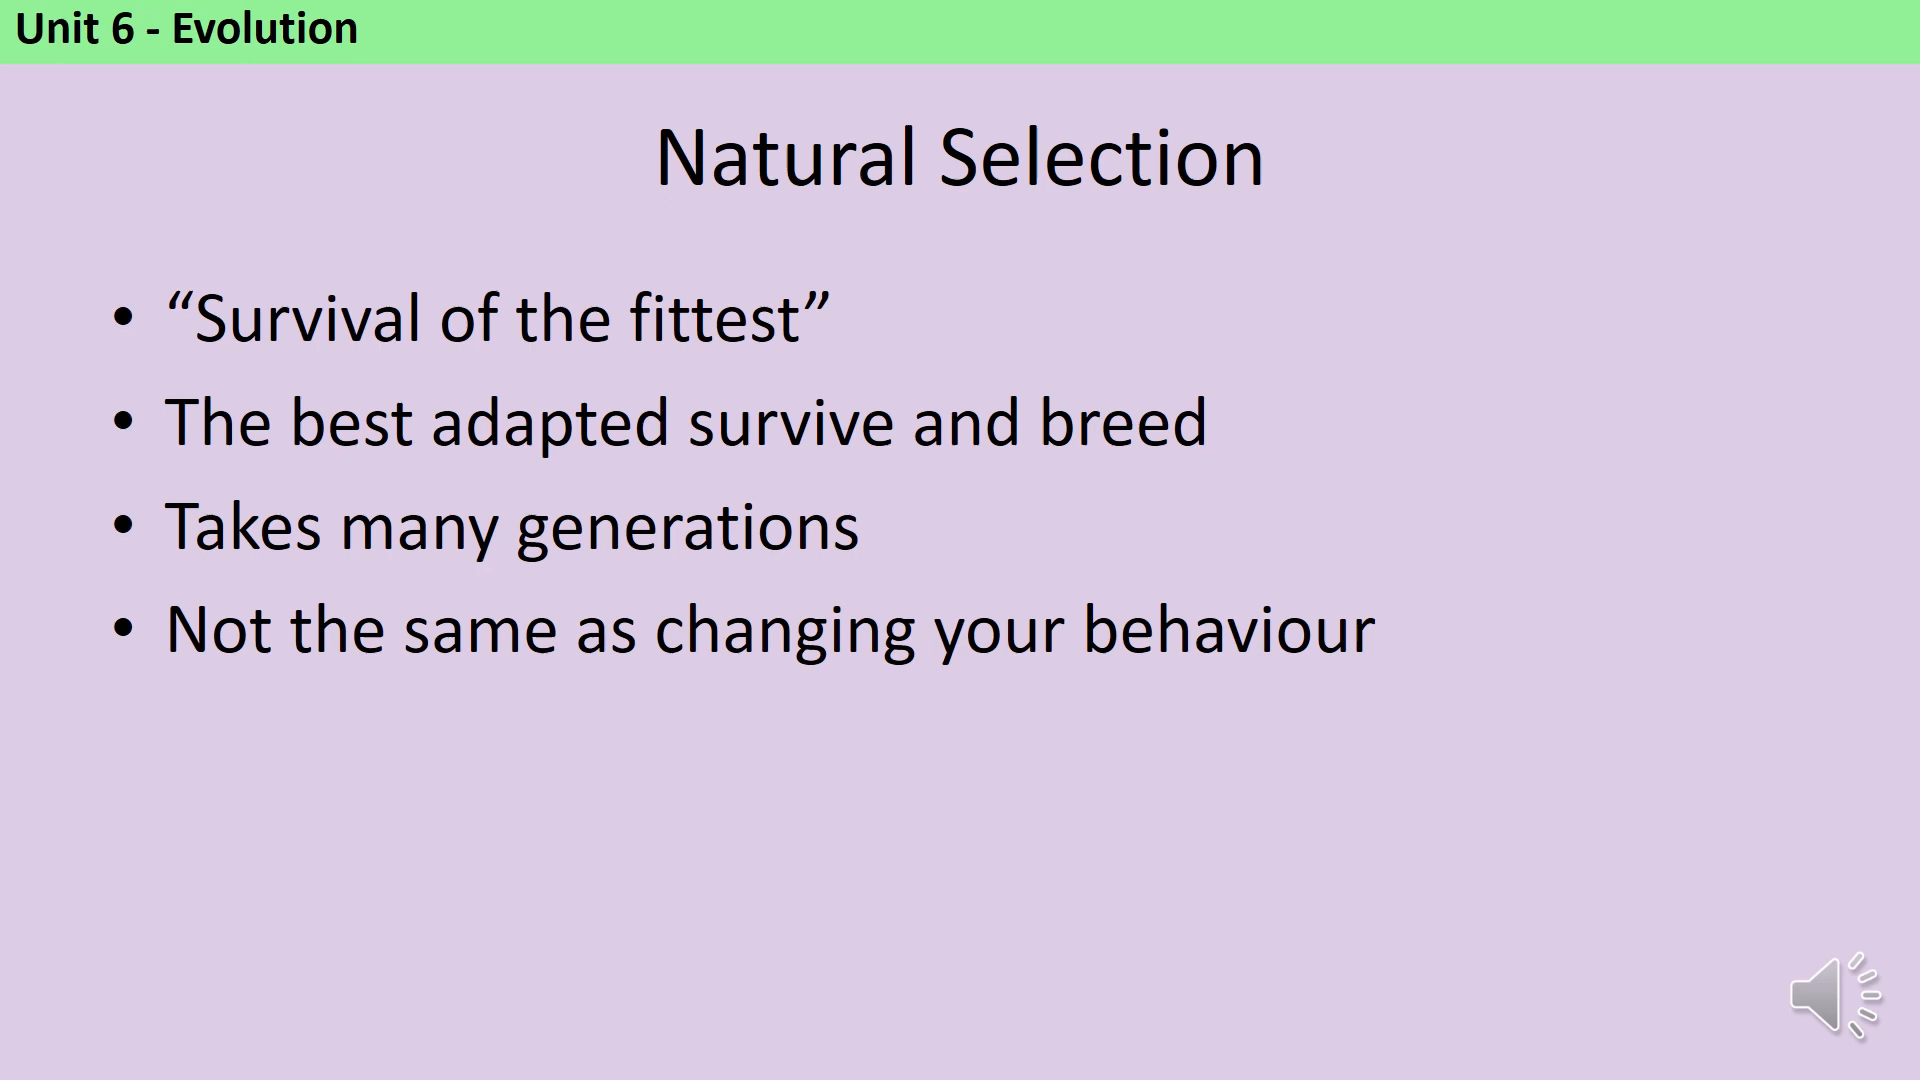 Unit 6 - Evolution
Natural Selection
• “Survival of the fittest”
• The best adapted survive and breed
• Takes many generations
• Not the same as changing your behaviour